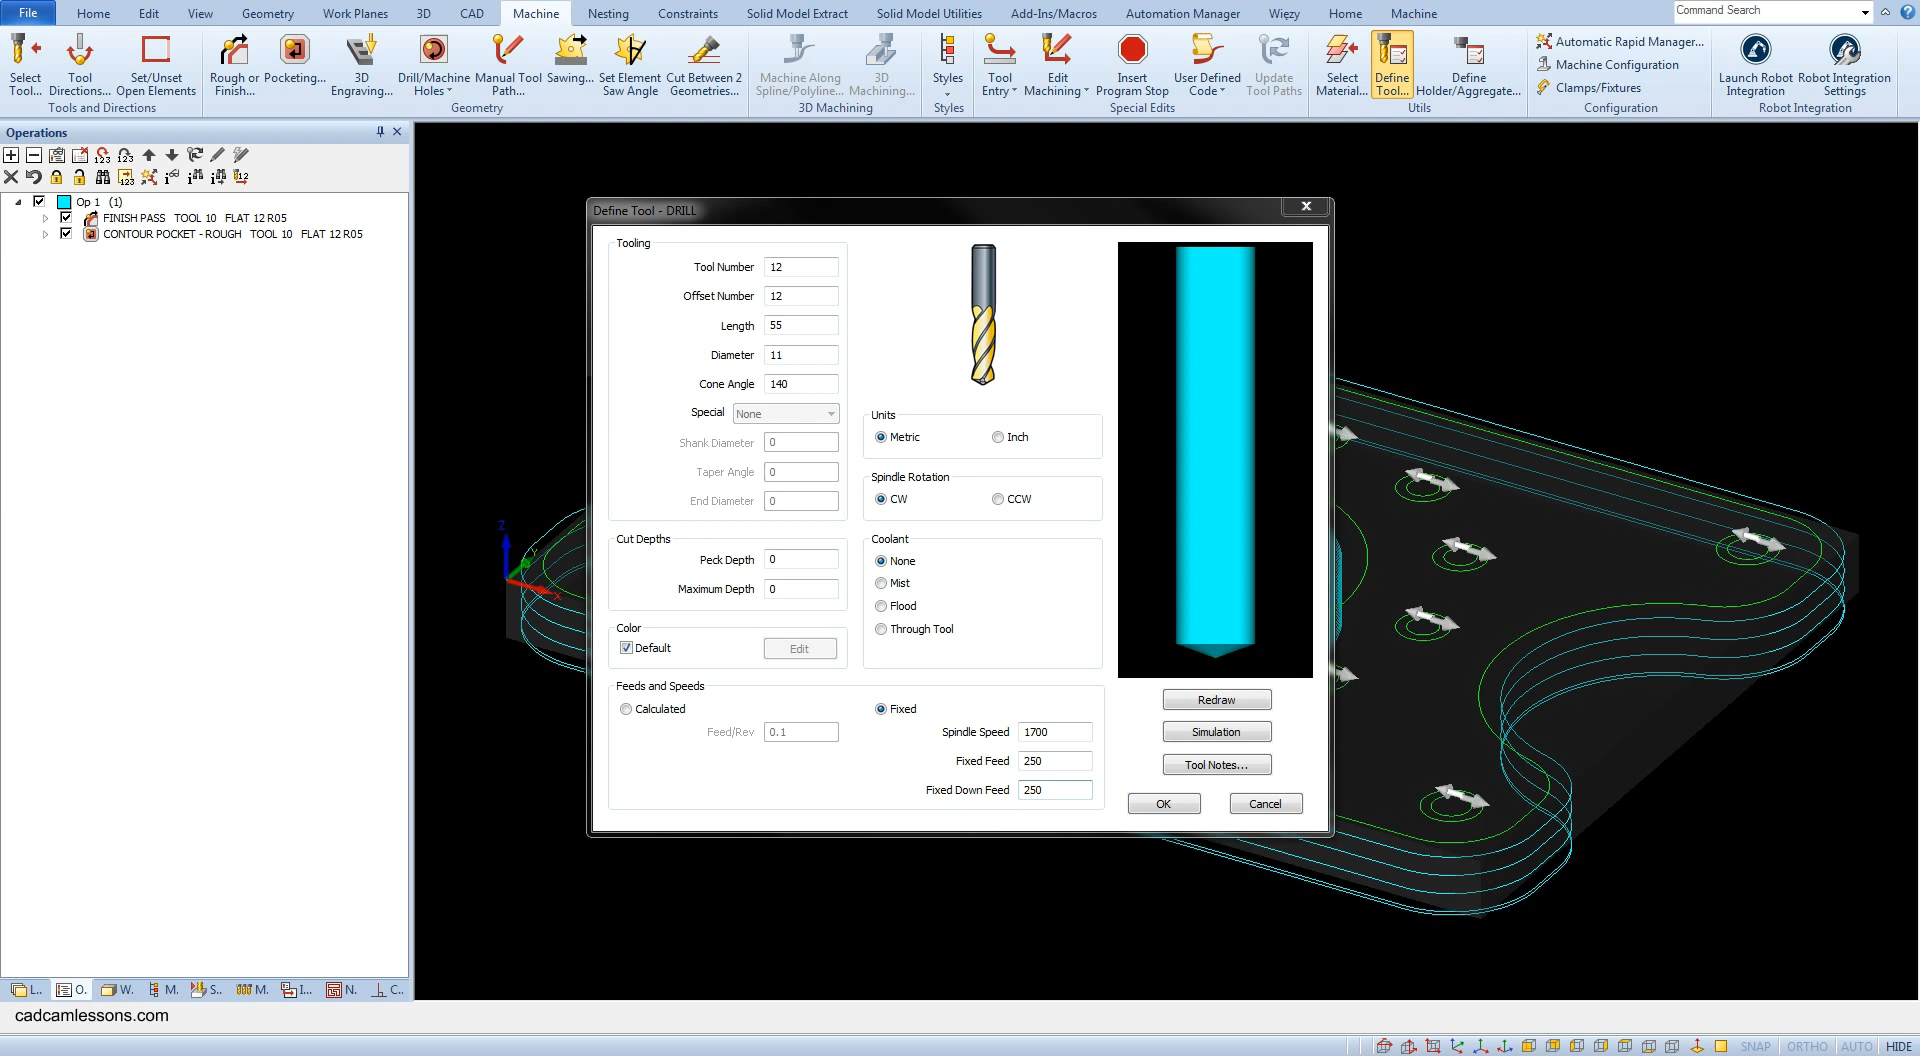 File Home Edit View Geometry Work Planes 3D CAD Machine Nesting Constraints Solid Model Extract Solid Model Utilities Add-Ins/Macros Automation Manager Więzy Home Machine Command Search
Select Tool... Tool Directions... Set/Unset Open Elements
Tools and Directions
Rough or Finish... Pocketing... 3D Engraving... Drill/Machine Holes Manual Tool Path... Sawing... Set Element Saw Angle Cut Between 2 Geometries...
Geometry
Machine Along Spline/Polyline... 3D Machining...
3D Machining
Styles
Styles
Tool Entry Edit Machining Insert Program Stop User Defined Code Update Tool Paths
Special Edits
Select Material... Define Tool... Define Holder/Aggregate...
Utils
Automatic Rapid Manager...
Machine Configuration
Clamps/Fixtures
Configuration
Launch Robot Integration Robot Integration Settings
Robot Integration
Operations
Op 1 (1)
FINISH PASS TOOL 10 FLAT 12 R05
CONTOUR POCKET - ROUGH TOOL 10 FLAT 12 R05
Define Tool - DRILL
Tooling
Tool Number 12
Offset Number 12
Length 55
Diameter 11
Cone Angle 140
Special None
Shank Diameter 0
Taper Angle 0
End Diameter 0
Cut Depths
Peck Depth 0
Maximum Depth 0
Color
Default Edit
Units
Metric Inch
Spindle Rotation
CW CCW
Coolant
None
Mist
Flood
Through Tool
Feeds and Speeds
Calculated
Feed/Rev 0.1
Fixed
Spindle Speed 1700
Fixed Feed 250
Fixed Down Feed 250
Redraw
Simulation
Tool Notes...
OK Cancel
Z
Y
X
L.. O. W. M. S.. M. I... N. C..
cadcamlessons.com
SNAP ORTHO AUTO HIDE